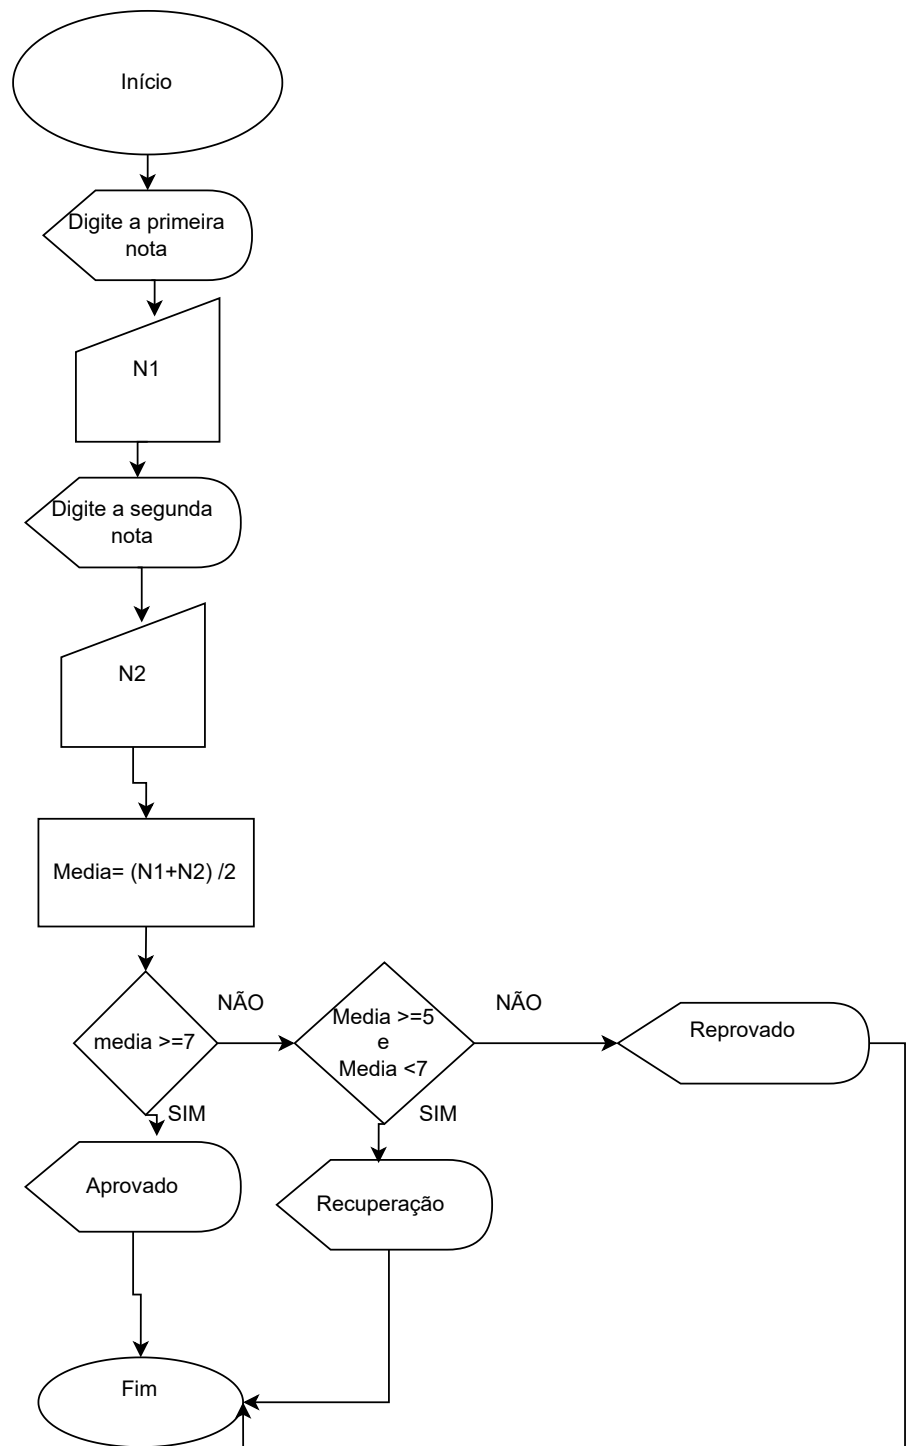 Início
Digite a primeira
nota
N1
Digite a segunda
nota
N2
Media= (N1+N2) /2
media >=7
NÃO
Media >=5
e
Media <7
NÃO
Reprovado
SIM
SIM
Aprovado
Recuperação
Fim